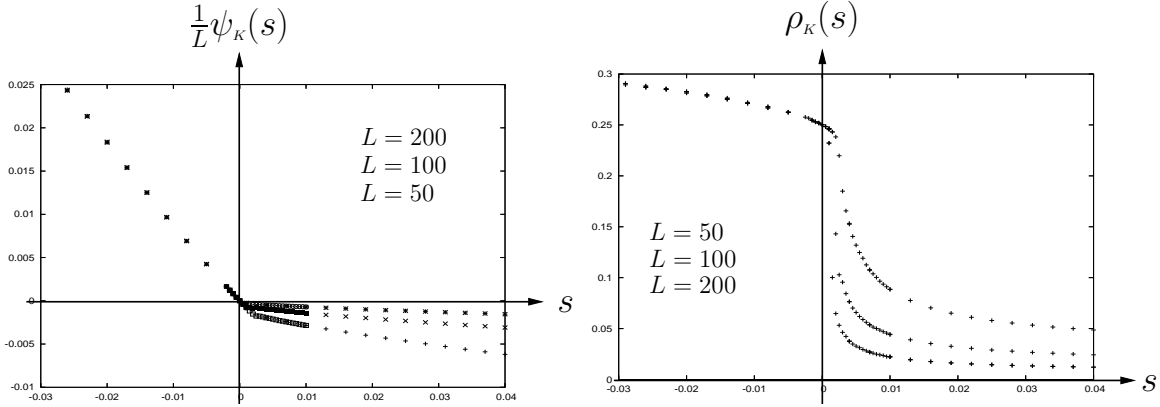 1/L ψ_K(s)
0.025
0.02
0.015
0.01
0.005
0
-0.005
-0.01
-0.03 -0.02 -0.01 0 0.01 0.02 0.03 0.04
L = 200
L = 100
L = 50
s
ρ_K(s)
0.3
0.25
0.2
0.15
0.1
0.05
0
-0.03 -0.02 -0.01 0 0.01 0.02 0.03 0.04
L = 50
L = 100
L = 200
s